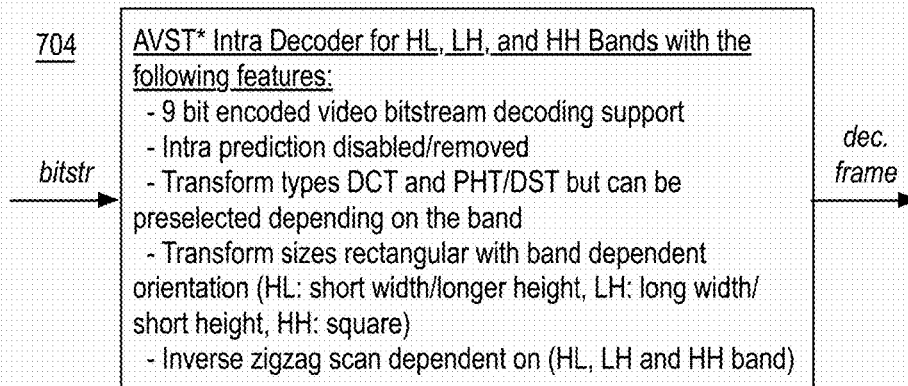 704
AVST* Intra Decoder for HL, LH, and HH Bands with the
following features:
- 9 bit encoded video bitstream decoding support
- Intra prediction disabled/removed
- Transform types DCT and PHT/DST but can be
preselected depending on the band
- Transform sizes rectangular with band dependent
orientation (HL: short width/longer height, LH: long width/
short height, HH: square)
- Inverse zigzag scan dependent on (HL, LH and HH band)
bitstr
dec.
frame